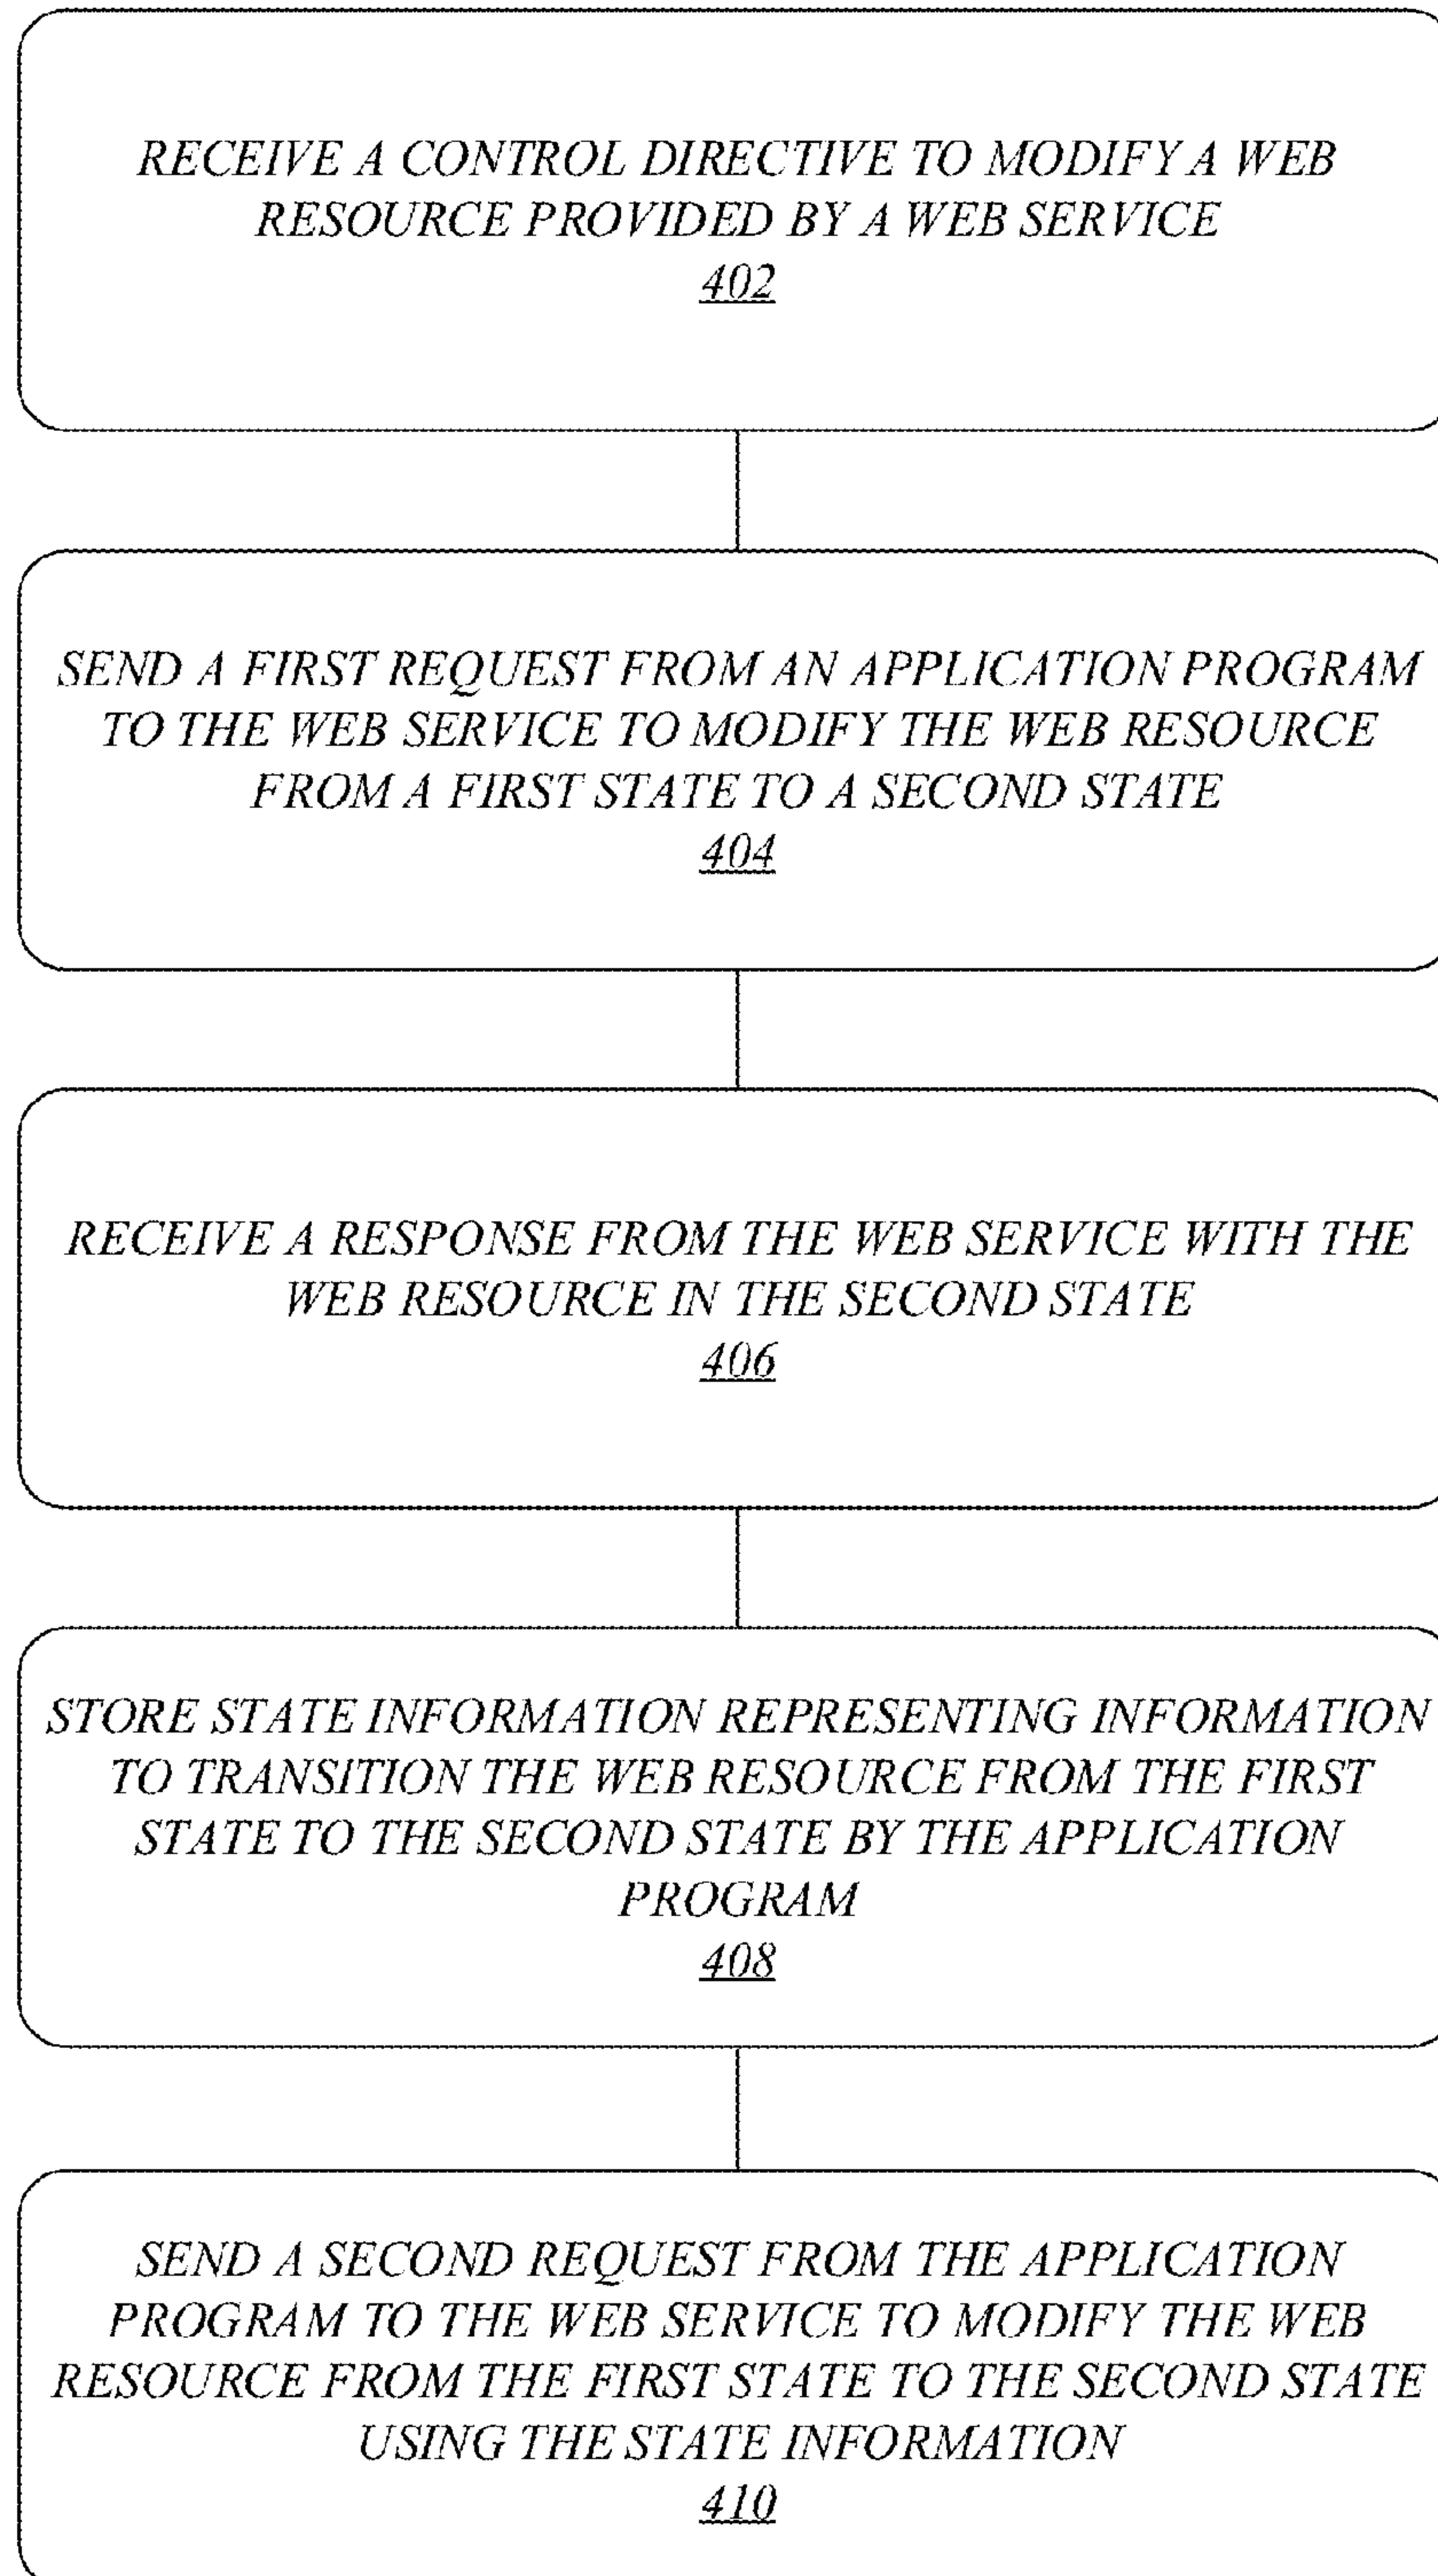 RECEIVE A CONTROL DIRECTIVE TO MODIFY A WEB
RESOURCE PROVIDED BY A WEB SERVICE
402
SEND A FIRST REQUEST FROM AN APPLICATION PROGRAM
TO THE WEB SERVICE TO MODIFY THE WEB RESOURCE
FROM A FIRST STATE TO A SECOND STATE
404
RECEIVE A RESPONSE FROM THE WEB SERVICE WITH THE
WEB RESOURCE IN THE SECOND STATE
406
STORE STATE INFORMATION REPRESENTING INFORMATION
TO TRANSITION THE WEB RESOURCE FROM THE FIRST
STATE TO THE SECOND STATE BY THE APPLICATION
PROGRAM
408
SEND A SECOND REQUEST FROM THE APPLICATION
PROGRAM TO THE WEB SERVICE TO MODIFY THE WEB
RESOURCE FROM THE FIRST STATE TO THE SECOND STATE
USING THE STATE INFORMATION
410